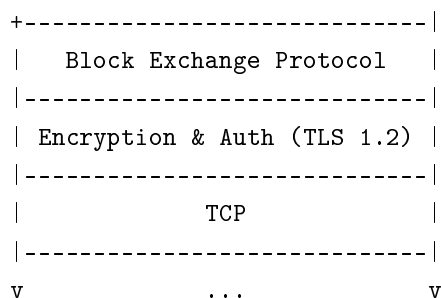 +-----------------------------|
|   Block Exchange Protocol   |
|-----------------------------|
| Encryption & Auth (TLS 1.2) |
|-----------------------------|
|             TCP             |
|-----------------------------|
v             ...             v